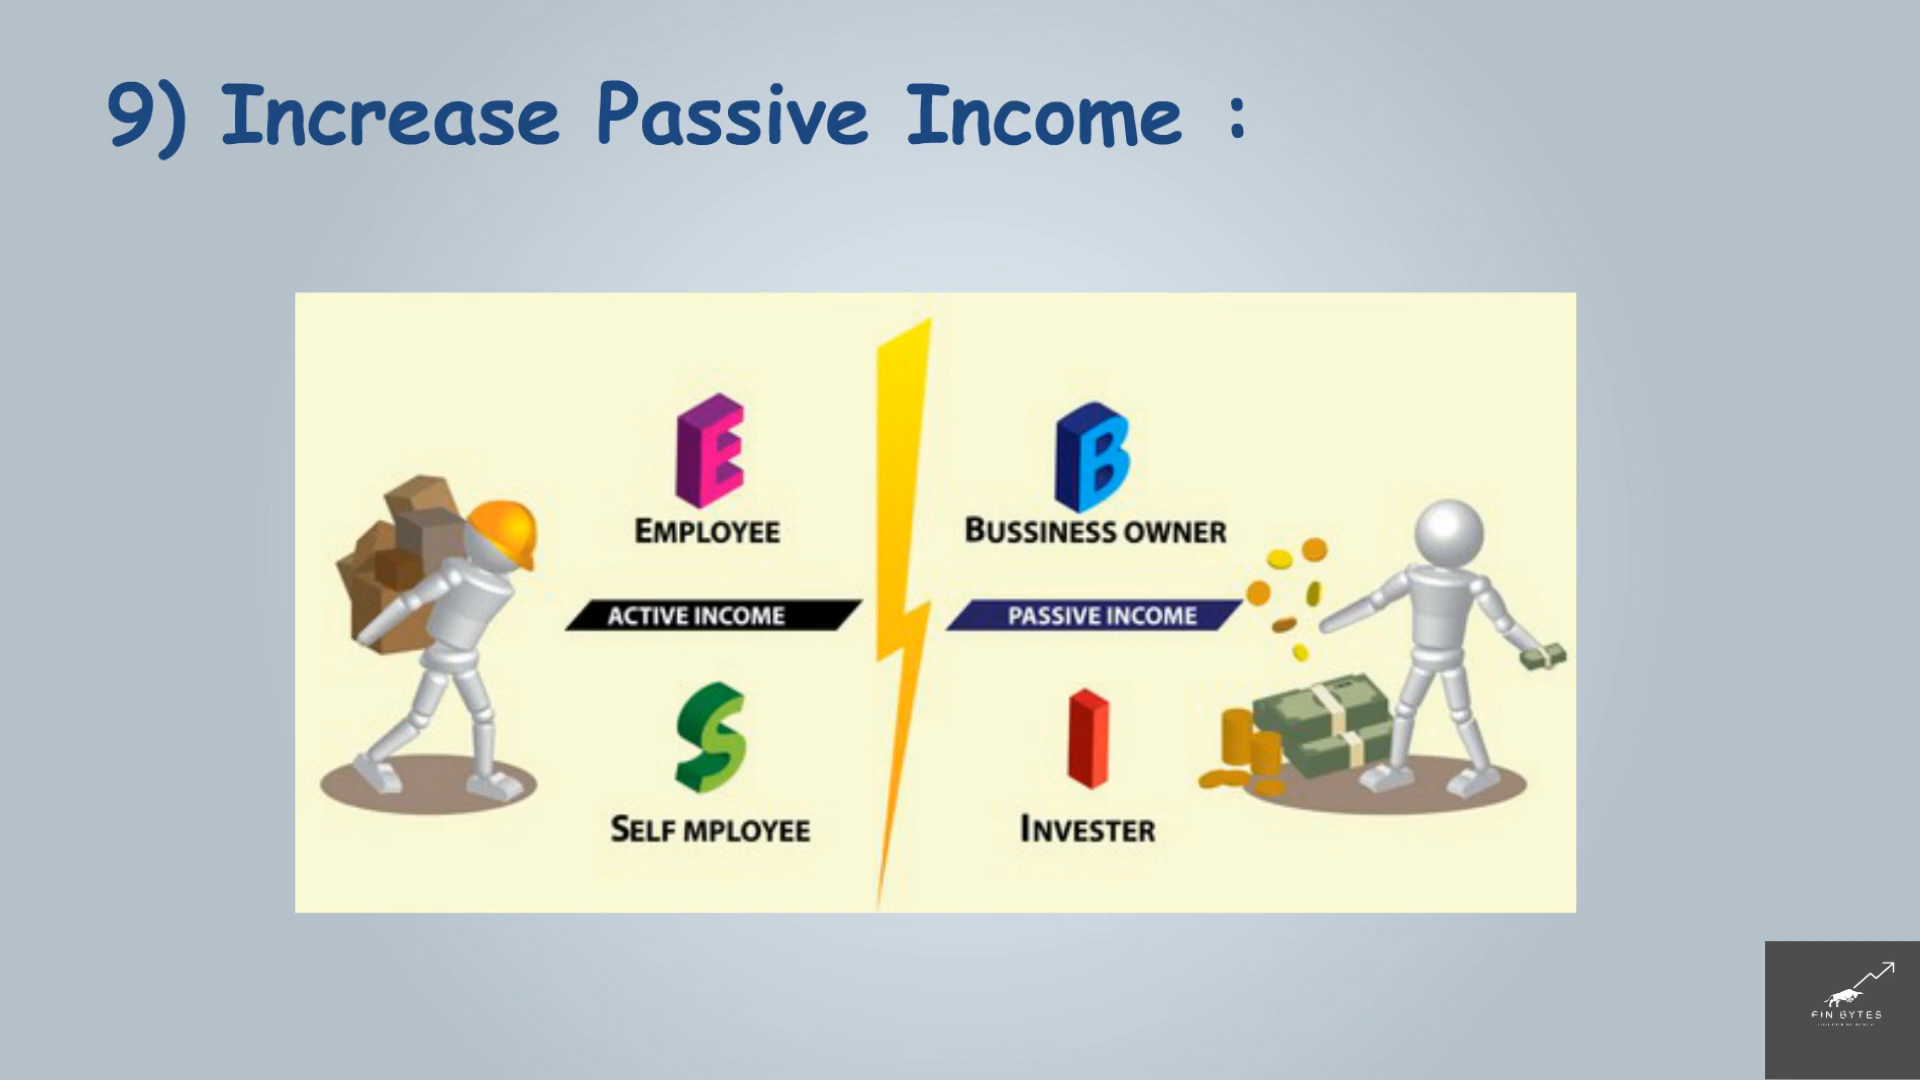 9) Increase Passive Income :
E
EMPLOYEE
ACTIVE INCOME
S
SELF MPLOYEE
B
BUSSINESS OWNER
PASSIVE INCOME
I
INVESTER
FIN BYTES